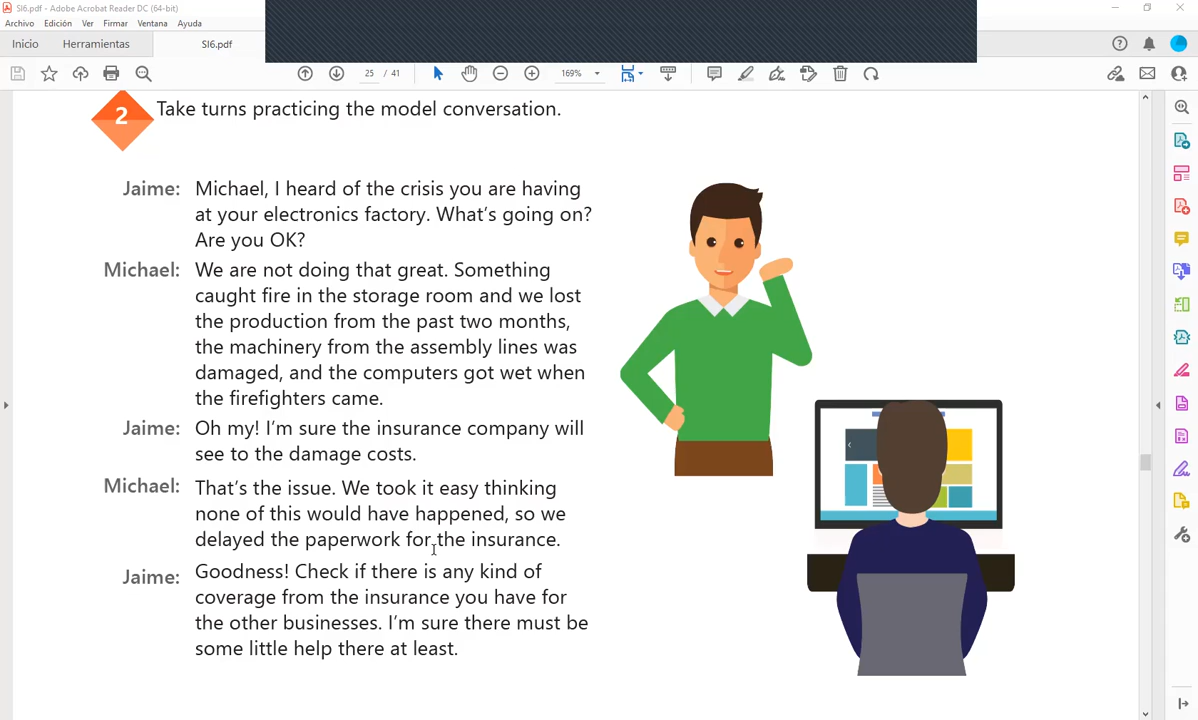 SI6.pdf - Adobe Acrobat Reader DC (64-bit)
Archivo Edición Ver Firmar Ventana Ayuda
Inicio Herramientas SI6.pdf
25 / 41 169%
2 Take turns practicing the model conversation.
Jaime: Michael, I heard of the crisis you are having
at your electronics factory. What's going on?
Are you OK?
Michael: We are not doing that great. Something
caught fire in the storage room and we lost
the production from the past two months,
the machinery from the assembly lines was
damaged, and the computers got wet when
the firefighters came.
Jaime: Oh my! I'm sure the insurance company will
see to the damage costs.
Michael: That's the issue. We took it easy thinking
none of this would have happened, so we
delayed the paperwork for the insurance.
Jaime: Goodness! Check if there is any kind of
coverage from the insurance you have for
the other businesses. I'm sure there must be
some little help there at least.